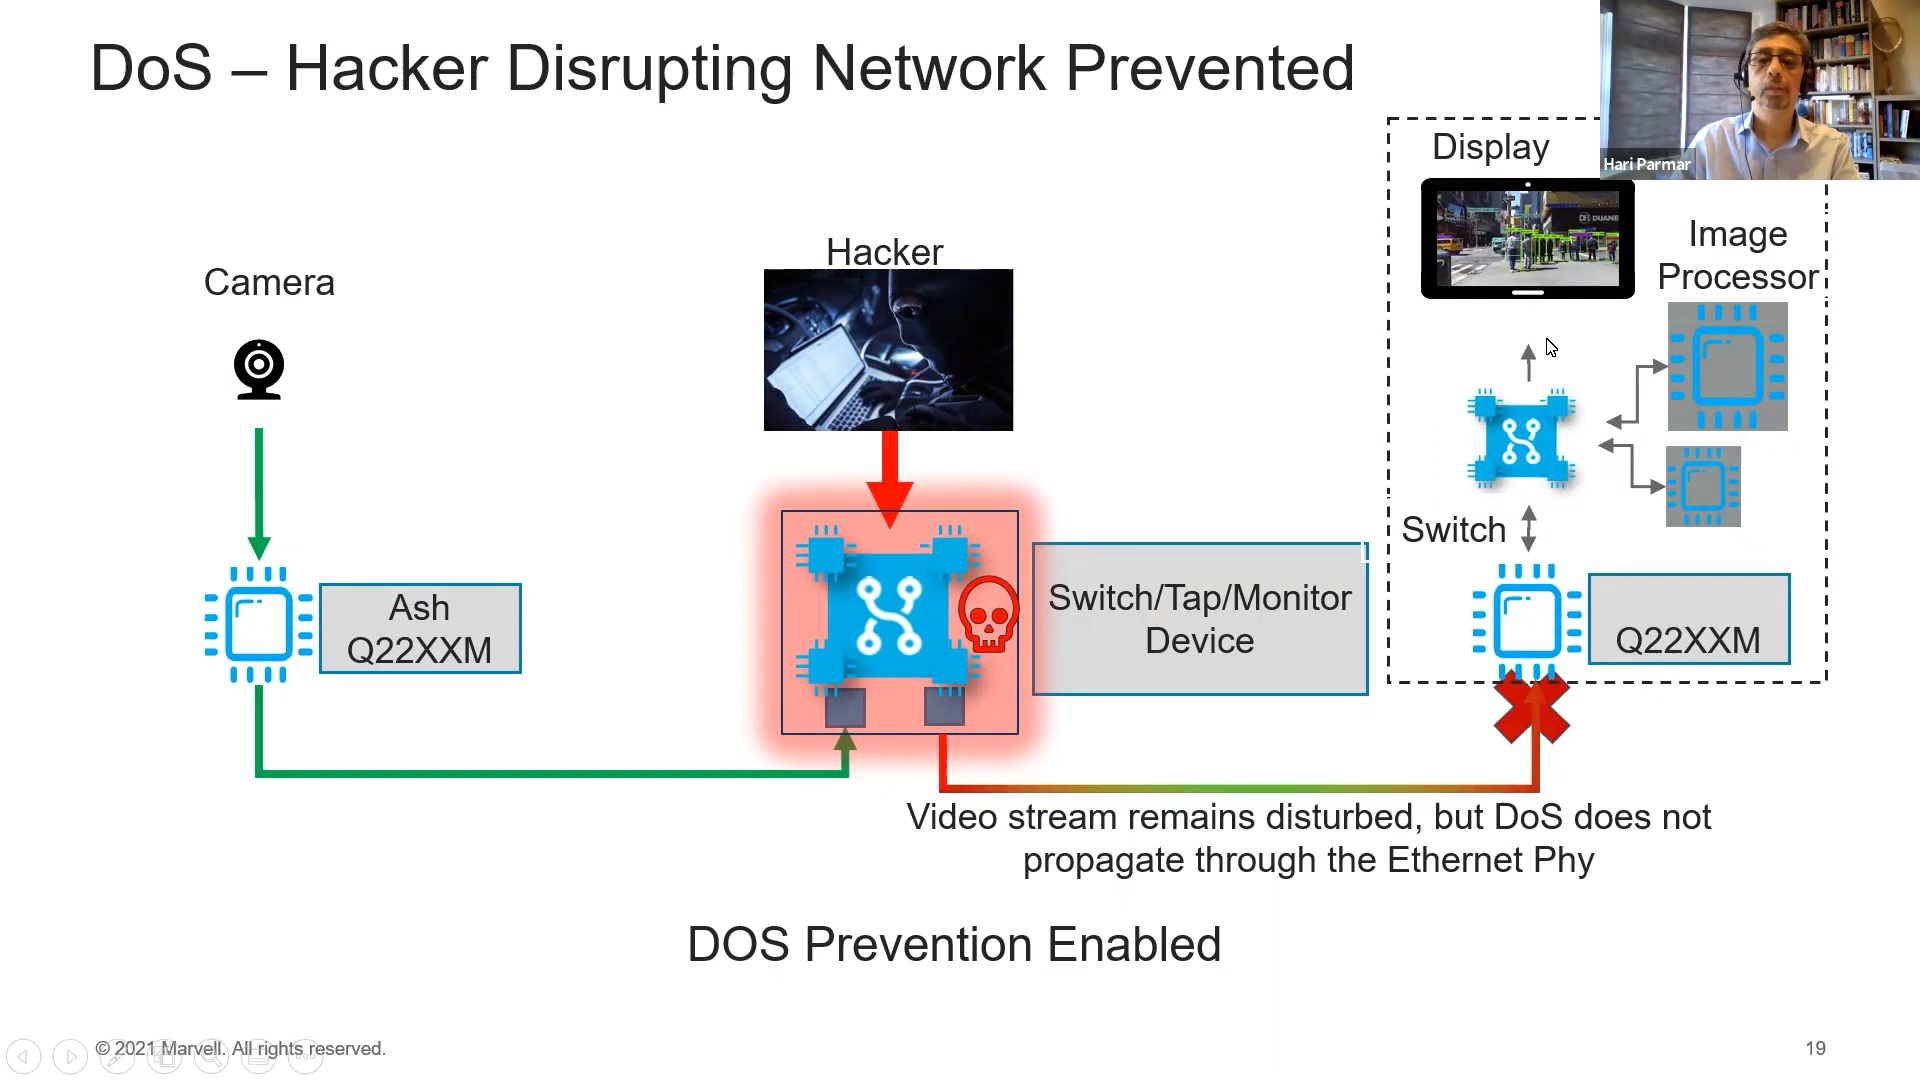 DoS – Hacker Disrupting Network Prevented
Hari Parmar
Display
DUANE
Image
Processor
Hacker
Camera
Switch
Ash
Q22XXM
Switch/Tap/Monitor
Device
Q22XXM
Video stream remains disturbed, but DoS does not
propagate through the Ethernet Phy
DOS Prevention Enabled
© 2021 Marvell. All rights reserved.
19